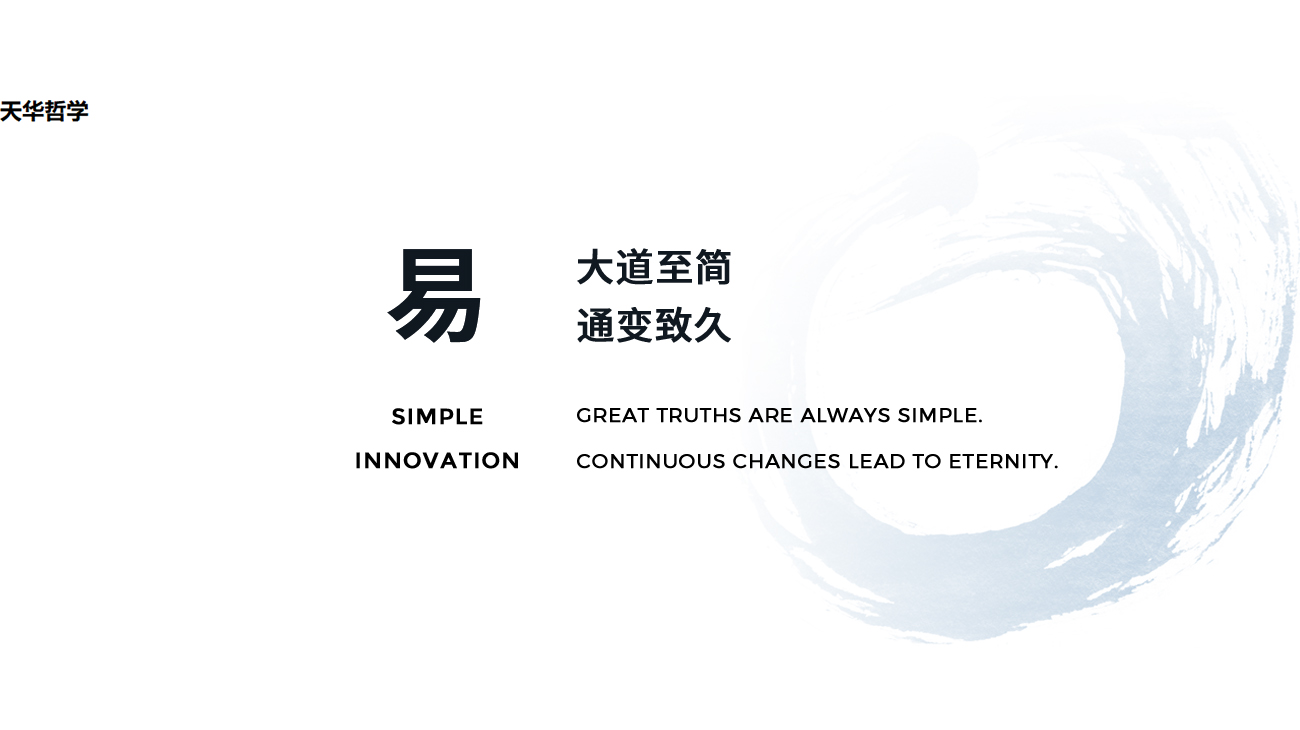 天华哲学
易
大道至简
通变致久
SIMPLE
GREAT TRUTHS ARE ALWAYS SIMPLE.
INNOVATION
CONTINUOUS CHANGES LEAD TO ETERNITY.